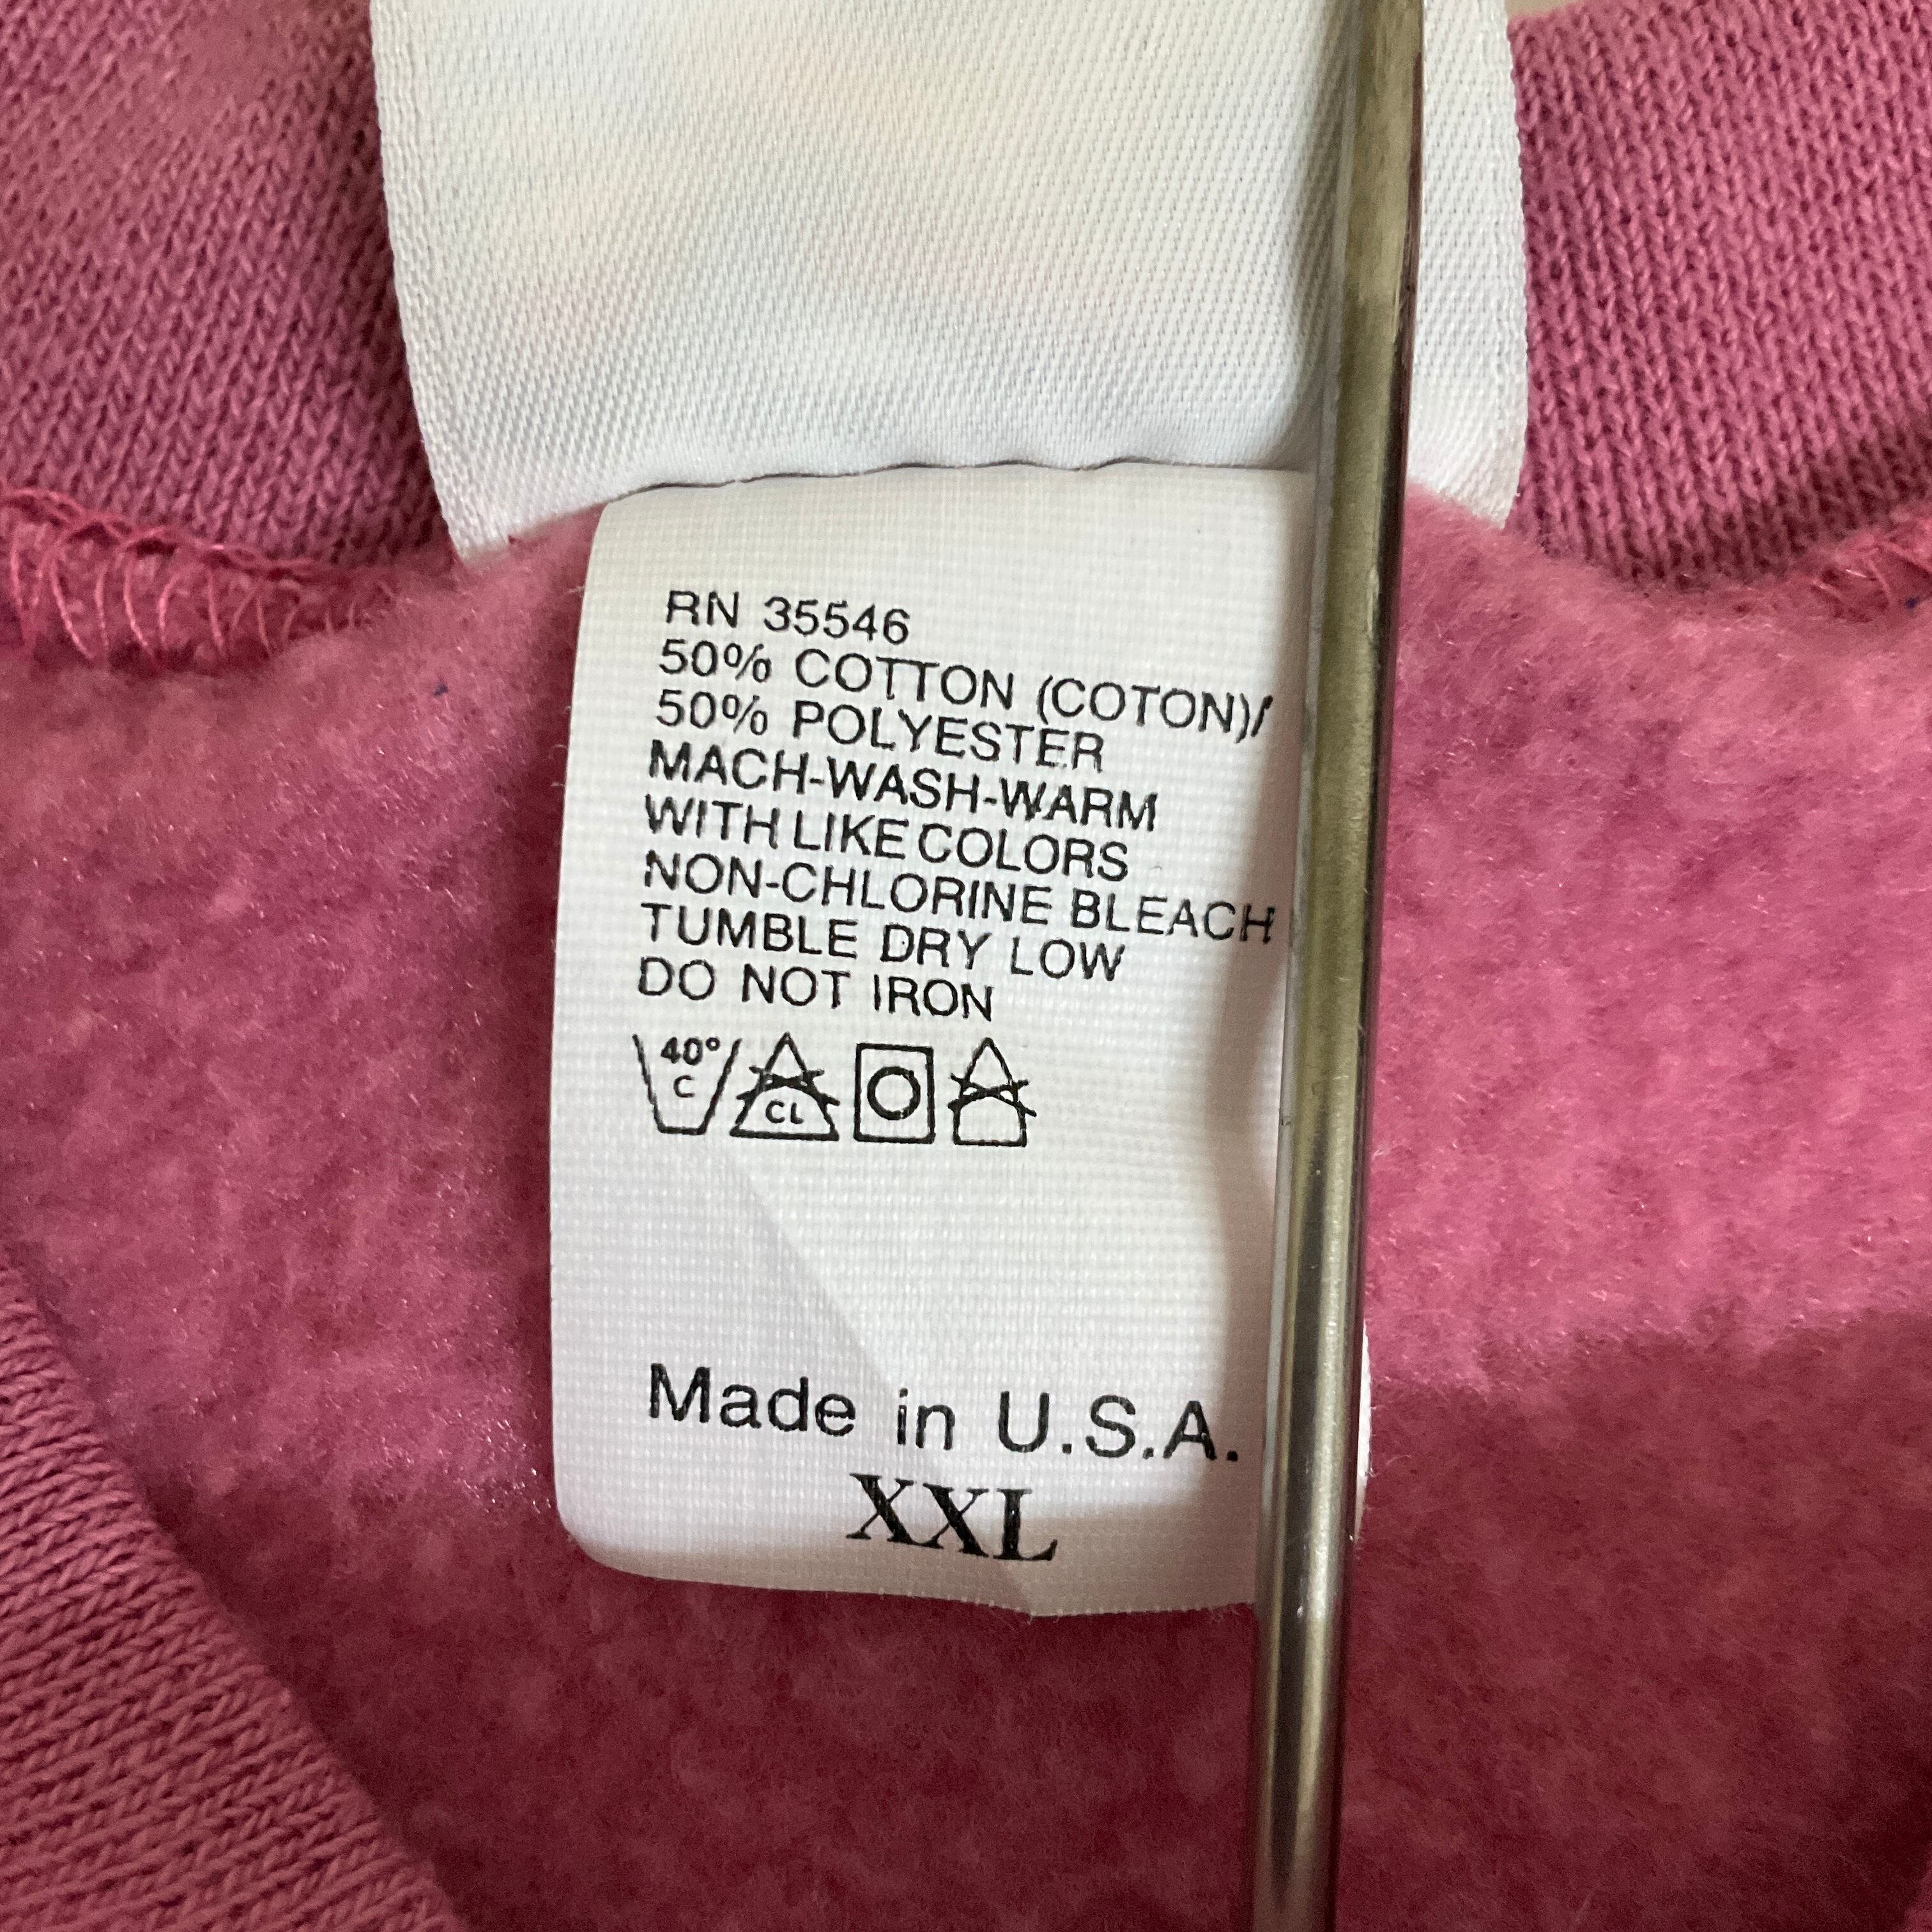 RN 35546
50% COTTON (COTON)/
50% POLYESTER
MACH-WASH-WARM
WITH LIKE COLORS
NON-CHLORINE BLEACH
TUMBLE DRY LOW
DO NOT IRON
40°
C
CL
Made in U.S.A.
XXL